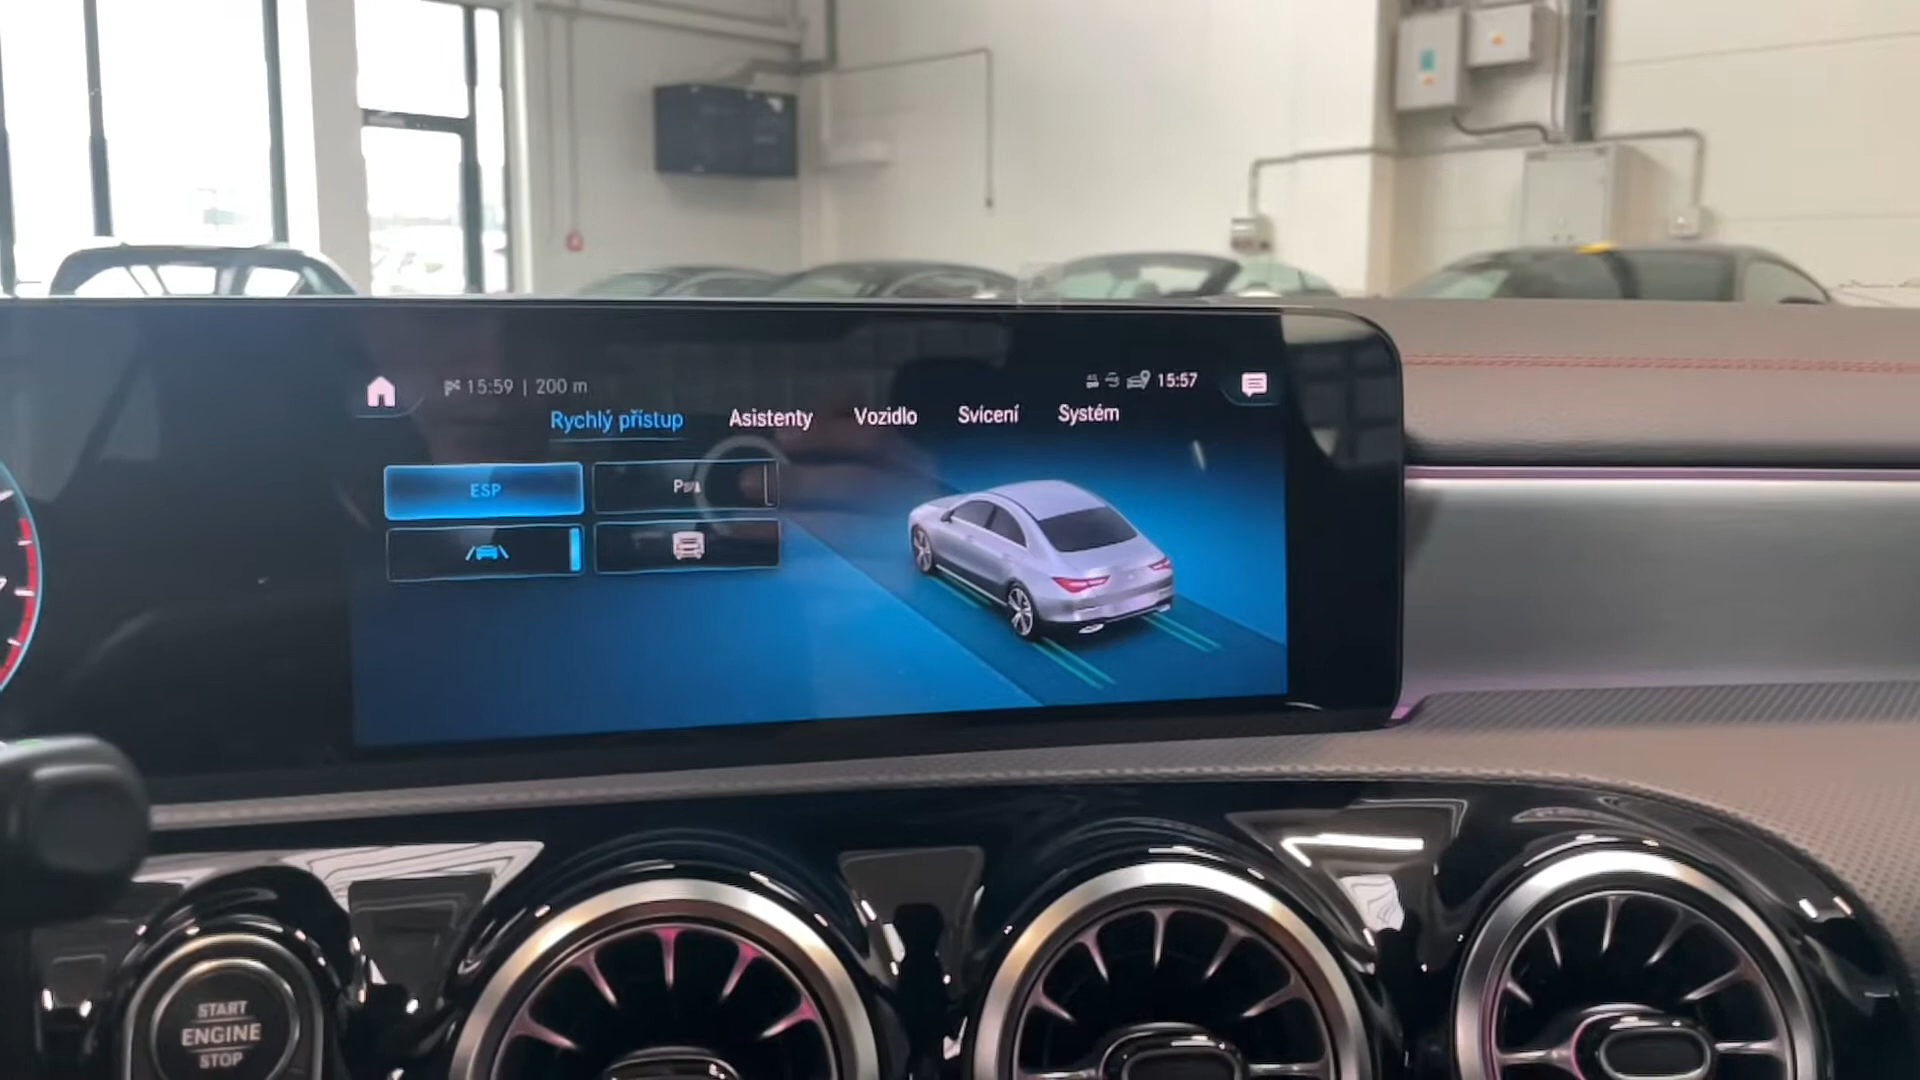 15:59 | 200 m
15:57
Rychlý přístup Asistenty Vozidlo Svícení Systém
ESP
START
ENGINE
STOP